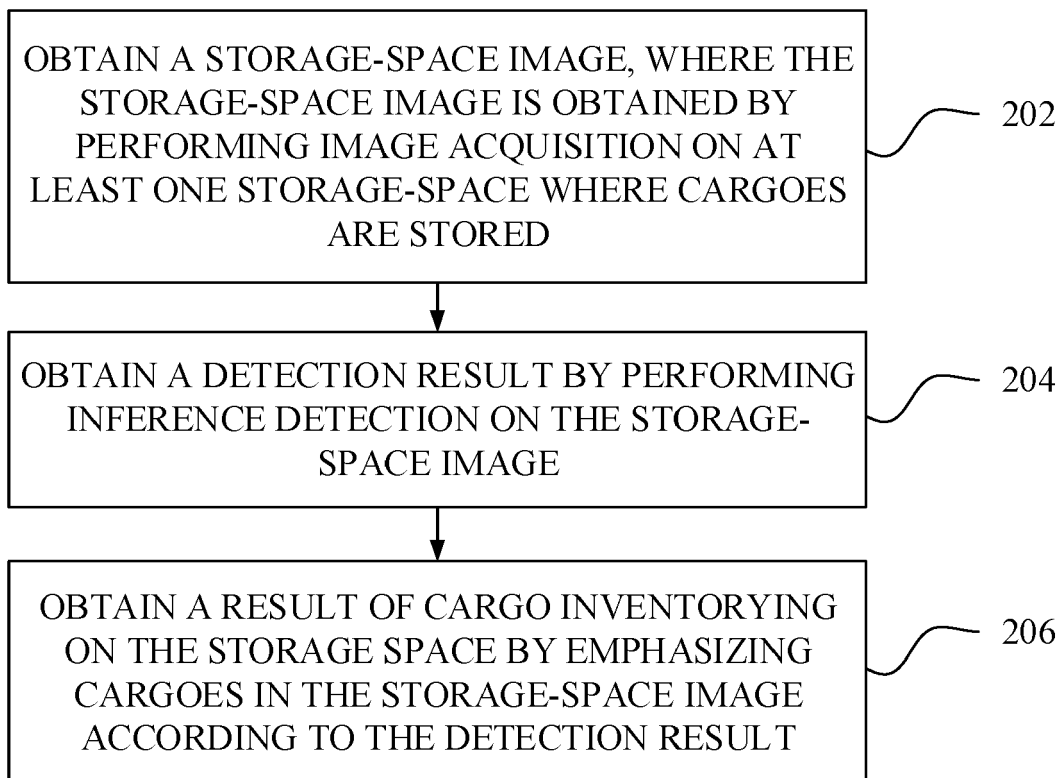 OBTAIN A STORAGE-SPACE IMAGE, WHERE THE
STORAGE-SPACE IMAGE IS OBTAINED BY
PERFORMING IMAGE ACQUISITION ON AT
LEAST ONE STORAGE-SPACE WHERE CARGOES
ARE STORED
202
OBTAIN A DETECTION RESULT BY PERFORMING
INFERENCE DETECTION ON THE STORAGE-
SPACE IMAGE
204
OBTAIN A RESULT OF CARGO INVENTORYING
ON THE STORAGE SPACE BY EMPHASIZING
CARGOES IN THE STORAGE-SPACE IMAGE
ACCORDING TO THE DETECTION RESULT
206